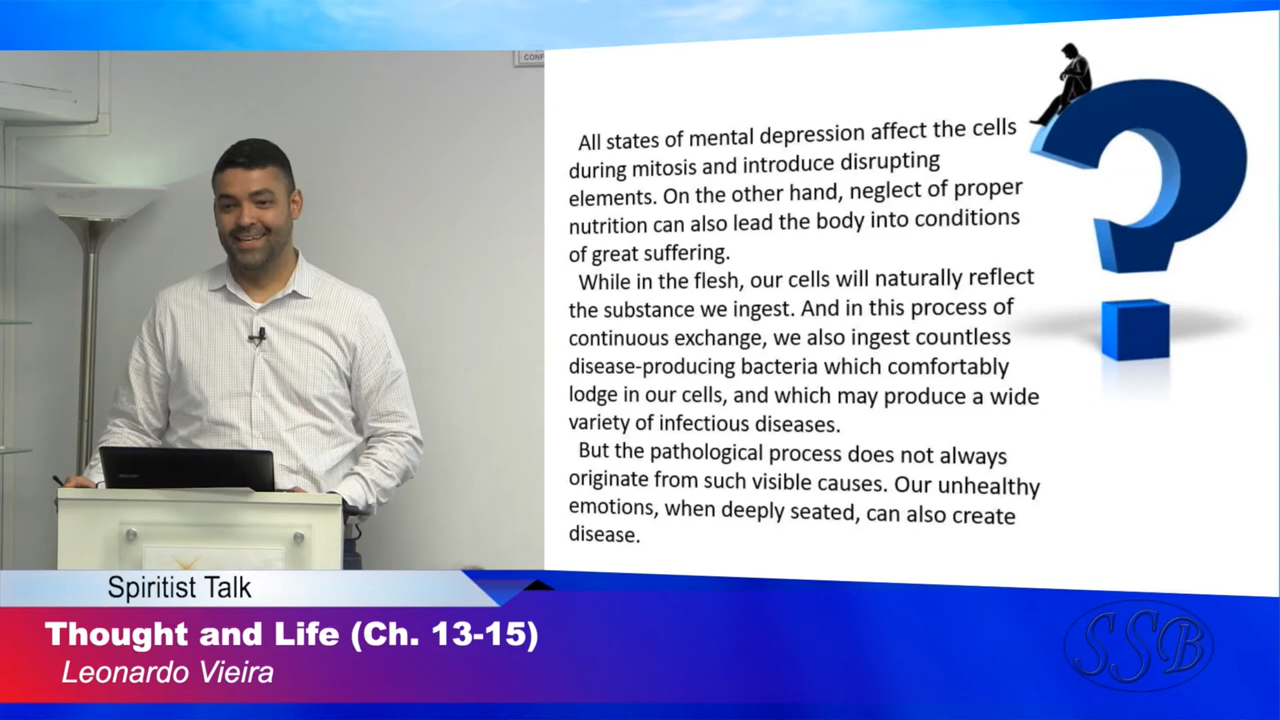 CONF
All states of mental depression affect the cells
during mitosis and introduce disrupting
elements. On the other hand, neglect of proper
nutrition can also lead the body into conditions
of great suffering.
While in the flesh, our cells will naturally reflect
the substance we ingest. And in this process of
continuous exchange, we also ingest countless
disease-producing bacteria which comfortably
lodge in our cells, and which may produce a wide
variety of infectious diseases.
But the pathological process does not always
originate from such visible causes. Our unhealthy
emotions, when deeply seated, can also create
disease.
Spiritist Talk
Thought and Life (Ch. 13-15)
Leonardo Vieira
SSB